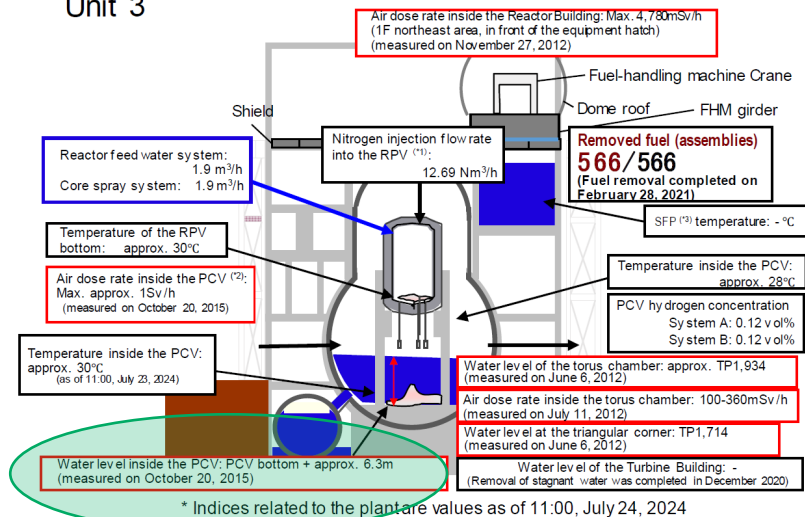 Unit 3
Air dose rate inside the Reactor Building: Max. 4,780mSv/h
(1F northeast area, in front of the equipment hatch)
(measured on November 27, 2012)
Fuel-handling machine Crane
Dome roof
FHM girder
Shield
Nitrogen injection flow rate
into the RPV (*1):
12.69 Nm³/h
Removed fuel (assemblies)
566/566
(Fuel removal completed on
February 28, 2021)
Reactor feed water system:
1.9 m³/h
Core spray system: 1.9 m³/h
SFP (*3) temperature: - ℃
Temperature of the RPV
bottom: approx. 30℃
Air dose rate inside the PCV (*2):
Max. approx. 1Sv/h
(measured on October 20, 2015)
Temperature inside the PCV:
approx. 28℃
PCV hydrogen concentration
System A: 0.12 vol%
System B: 0.12 vol%
Temperature inside the PCV:
approx. 30℃
(as of 11:00, July 23, 2024)
Water level of the torus chamber: approx. TP1,934
(measured on June 6, 2012)
Air dose rate inside the torus chamber: 100-360mSv/h
(measured on July 11, 2012)
Water level at the triangular corner: TP1,714
(measured on June 6, 2012)
Water level inside the PCV: PCV bottom + approx. 6.3m
(measured on October 20, 2015)
Water level of the Turbine Building: -
(Removal of stagnant water was completed in December 2020)
* Indices related to the plant are values as of 11:00, July 24, 2024